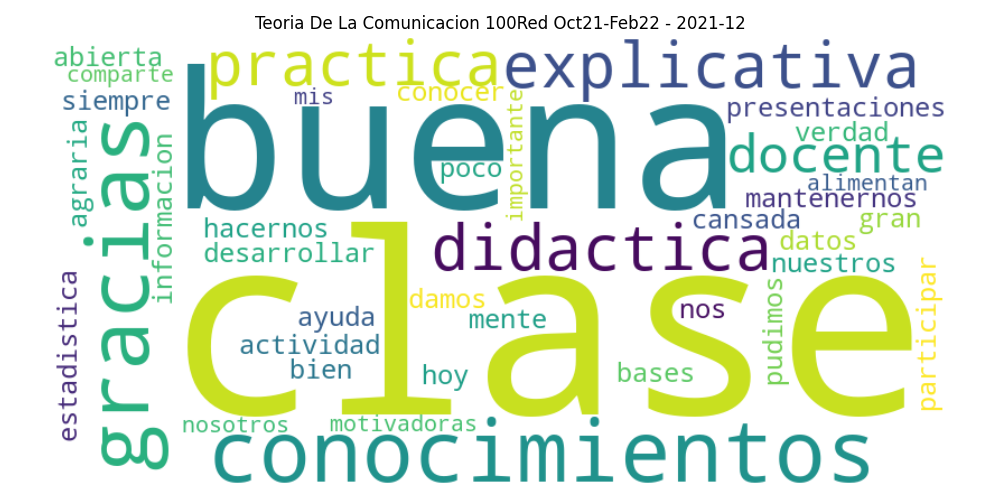 Teoria De La Comunicacion 100Red Oct21-Feb22 - 2021-12
abierta
practica
explicativa
comparte
siempre
mis
conocer
presentaciones
buena
verdad
docente
importante
poco
agraria
gracias
informacion
alimentan
mantenernos
hacernos
cansada
gran
desarrollar
didactica
datos
nuestros
clase
estadistica
damos
nos
ayuda
mente
pudimos
participar
actividad
bien
hoy
bases
nosotros
motivadoras
conocimientos